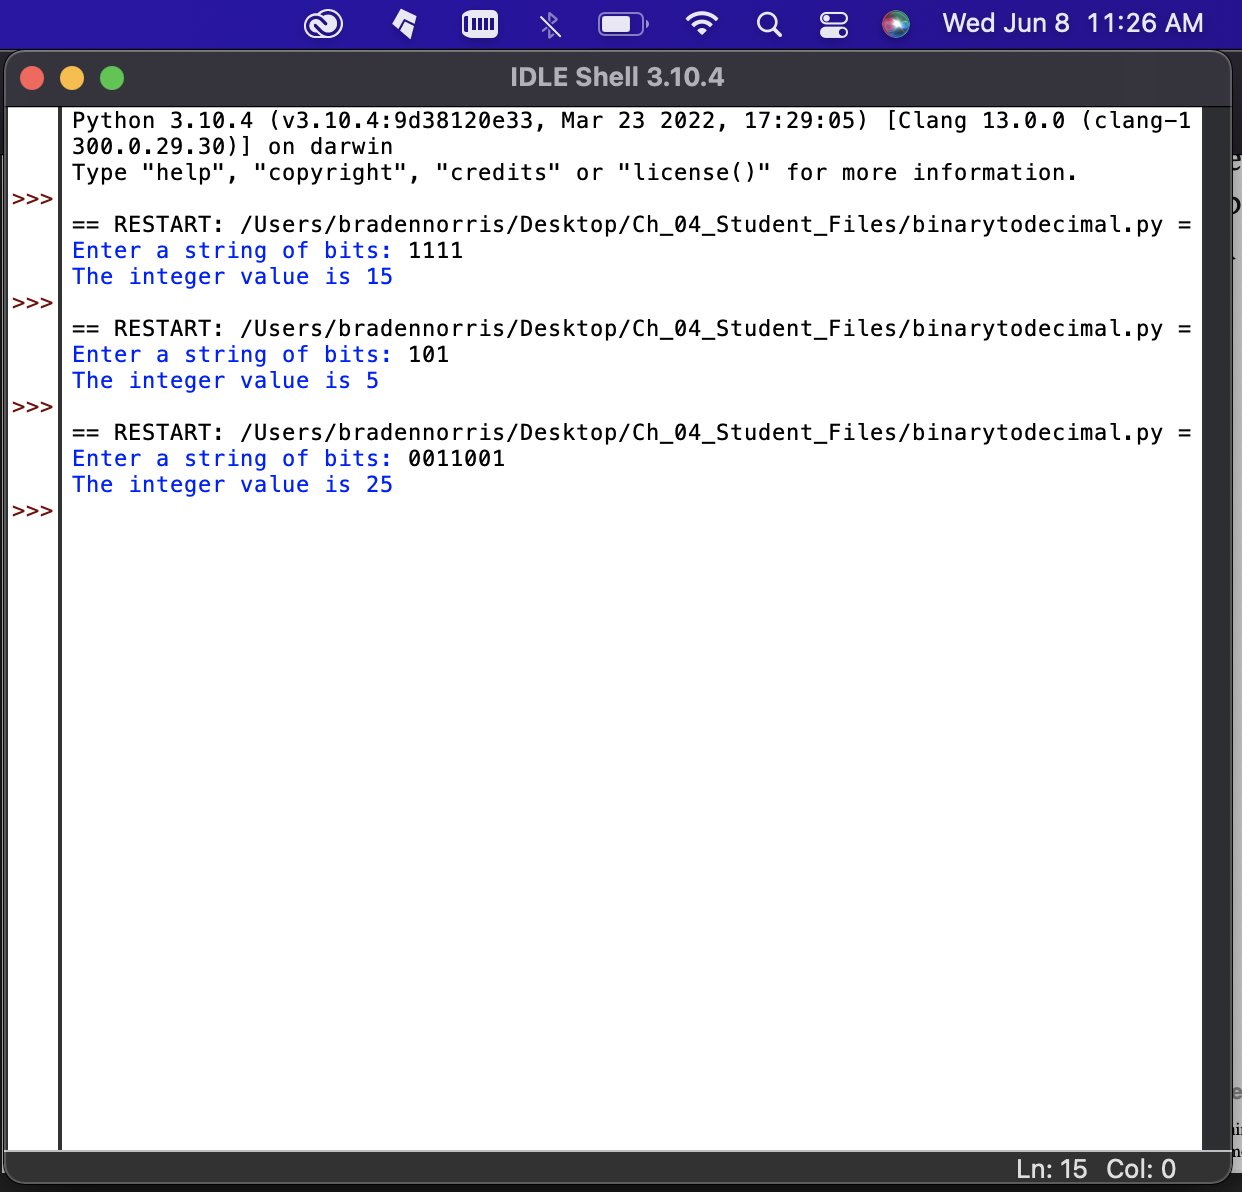 Wed Jun 8 11:26 AM
IDLE Shell 3.10.4
Python 3.10.4 (v3.10.4:9d38120e33, Mar 23 2022, 17:29:05) [Clang 13.0.0 (clang-1
300.0.29.30)] on darwin
Type "help", "copyright", "credits" or "license()" for more information.
>>>
== RESTART: /Users/bradennorris/Desktop/Ch_04_Student_Files/binarytodecimal.py =
Enter a string of bits: 1111
The integer value is 15
>>>
== RESTART: /Users/bradennorris/Desktop/Ch_04_Student_Files/binarytodecimal.py =
Enter a string of bits: 101
The integer value is 5
>>>
== RESTART: /Users/bradennorris/Desktop/Ch_04_Student_Files/binarytodecimal.py =
Enter a string of bits: 0011001
The integer value is 25
>>>
Ln: 15 Col: 0